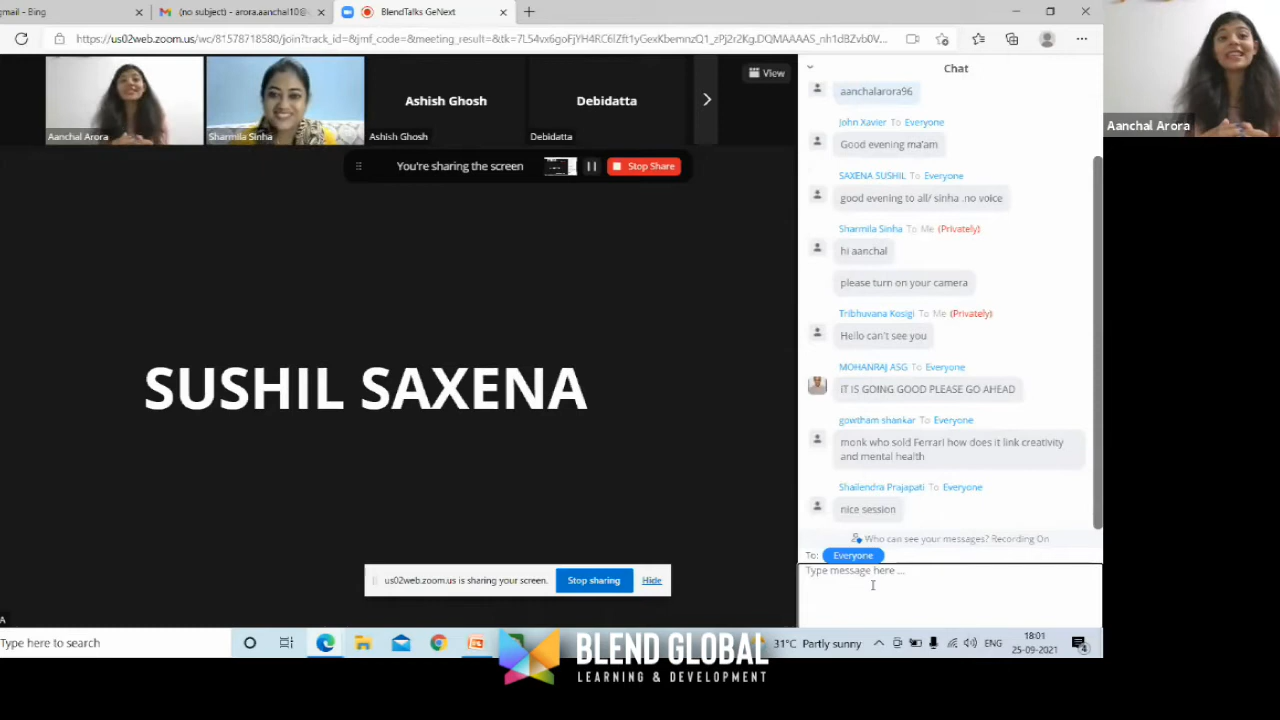 gmail - Bing
(no subject) - arora.aanchal10@
BlendTalks GeNext
Aanchal Arora
Sharmila Sinha
Ashish Ghosh
Ashish Ghosh
Debidatta
Debidatta
View
You're sharing the screen
Stop Share
SUSHIL SAXENA
us02web.zoom.us is sharing your screen.
Stop sharing
Hide
Chat
aanchalarora96
John Xavier To Everyone
Good evening ma'am
SAXENA SUSHIL To Everyone
good evening to all/ sinha .no voice
Sharmila Sinha To Me (Privately)
hi aanchal
please turn on your camera
Tribhuvana Kosigi To Me (Privately)
Hello can't see you
MOHANRAJ ASG To Everyone
IT IS GOING GOOD PLEASE GO AHEAD
gowtham shankar To Everyone
monk who sold Ferrari how does it link creativity
and mental health
Shailendra Prajapati To Everyone
nice session
Who can see your messages? Recording On
To: Everyone
Type message here ...
Aanchal Arora
Type here to search
31°C Partly sunny
ENG
18:01
25-09-2021
4
BLEND GLOBAL
LEARNING & DEVELOPMENT